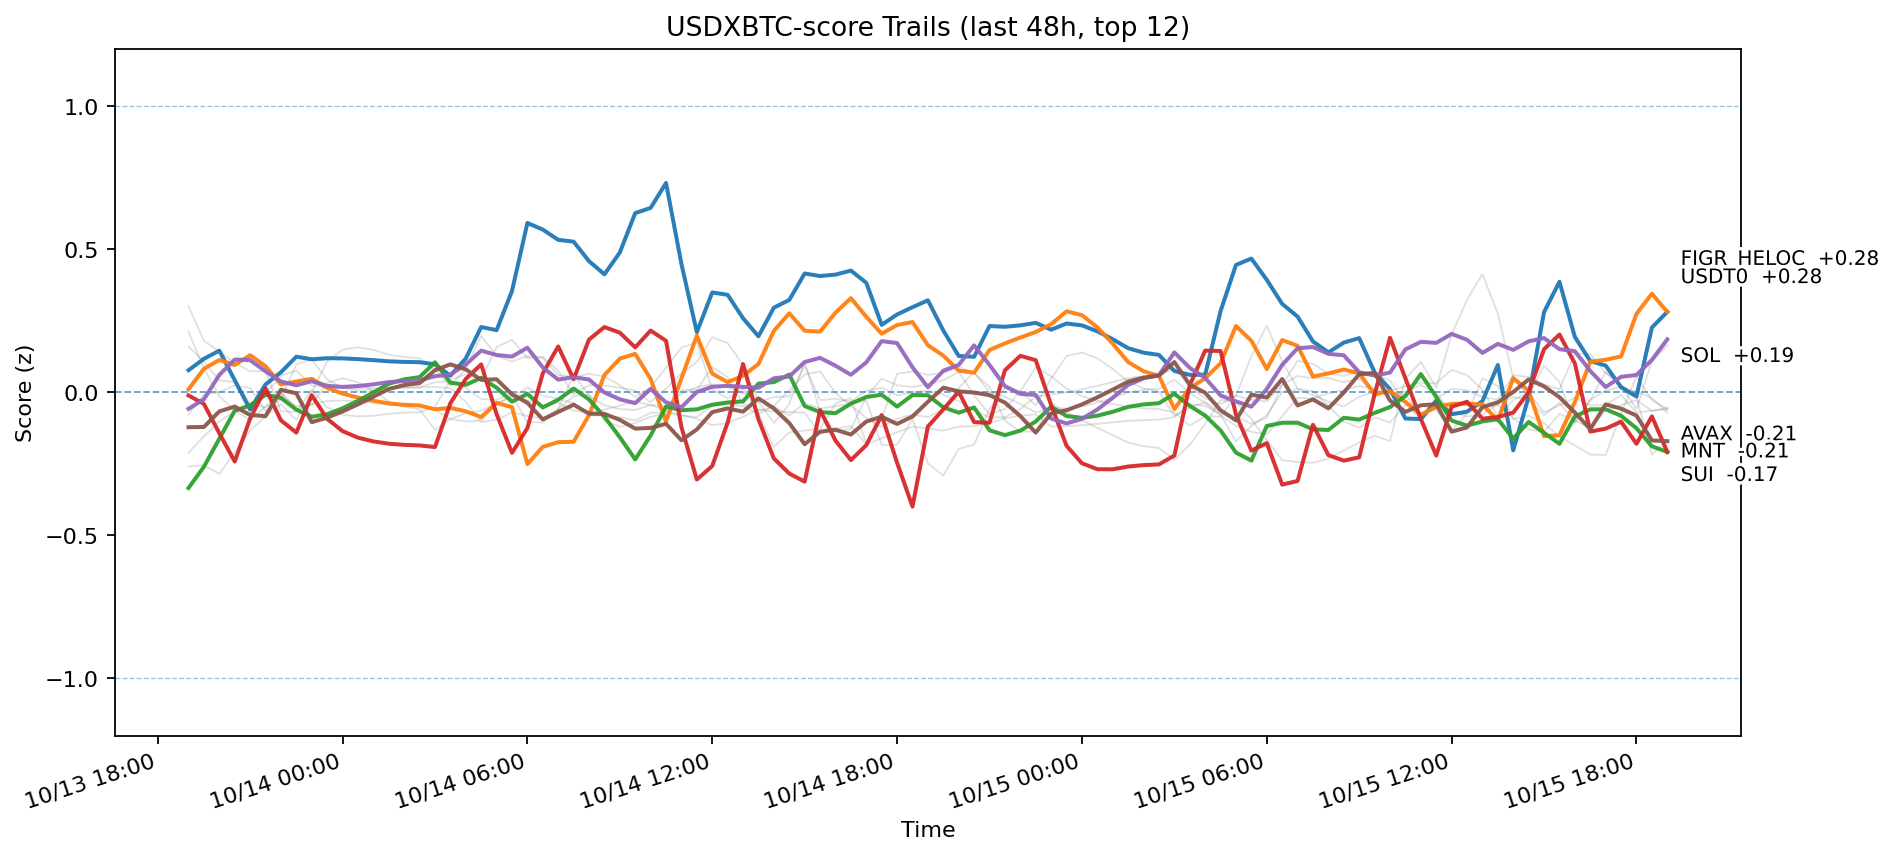 USDXBTC-score Trails (last 48h, top 12)
Score (z)
1.0
0.5
0.0
−0.5
−1.0
FIGR_HELOC +0.28
USDT0 +0.28
SOL +0.19
AVAX -0.21
MNT -0.21
SUI -0.17
10/13 18:00
10/14 00:00
10/14 06:00
10/14 12:00
10/14 18:00
10/15 00:00
10/15 06:00
10/15 12:00
10/15 18:00
Time